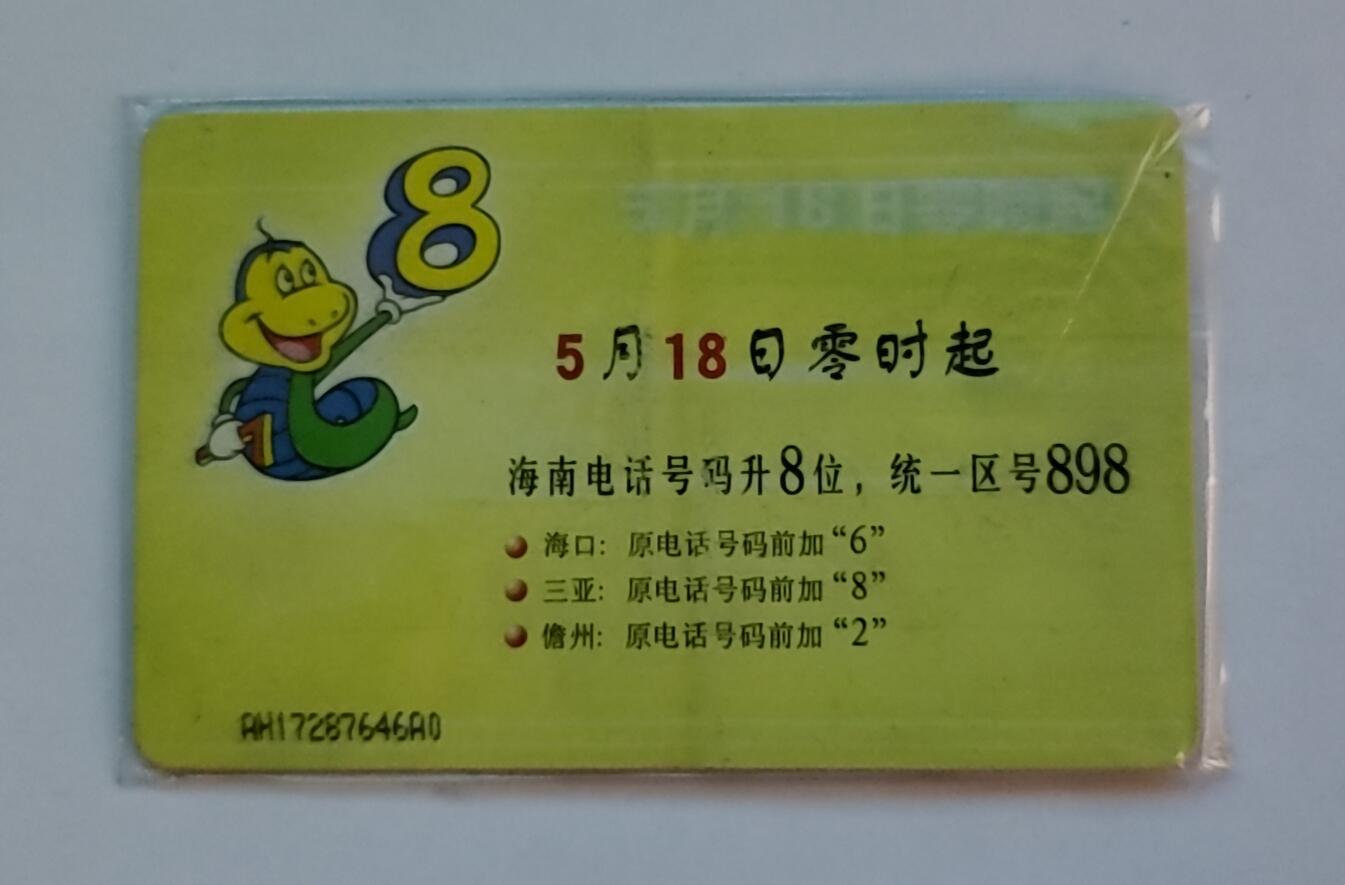 8
1
5月18日零时起
海南电话号码升8位，统一区号898
海口：原电话号码前加“6”
三亚：原电话号码前加“8”
儋州：原电话号码前加“2”
AH17287646A0